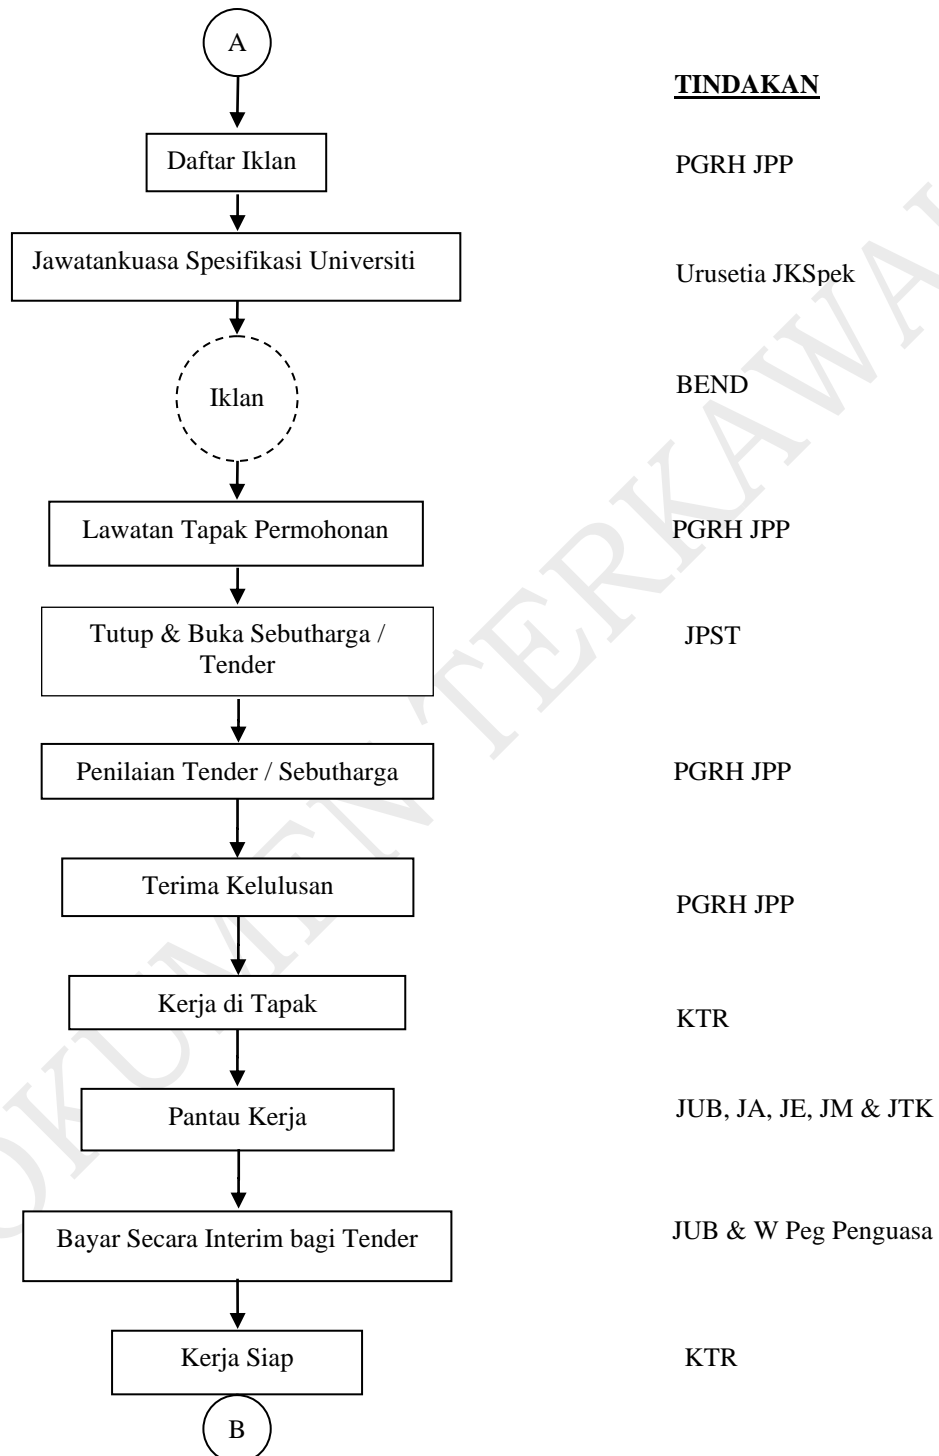 A
TINDAKAN
Daftar Iklan
PGRH JPP
Jawatankuasa Spesifikasi Universiti
Urusetia JKSpek
Iklan
BEND
Lawatan Tapak Permohonan
PGRH JPP
Tutup & Buka Sebutharga /
Tender
JPST
Penilaian Tender / Sebutharga
PGRH JPP
Terima Kelulusan
PGRH JPP
Kerja di Tapak
KTR
Pantau Kerja
JUB, JA, JE, JM & JTK
Bayar Secara Interim bagi Tender
JUB & W Peg Penguasa
Kerja Siap
KTR
B
OKUMEN TERKAWA